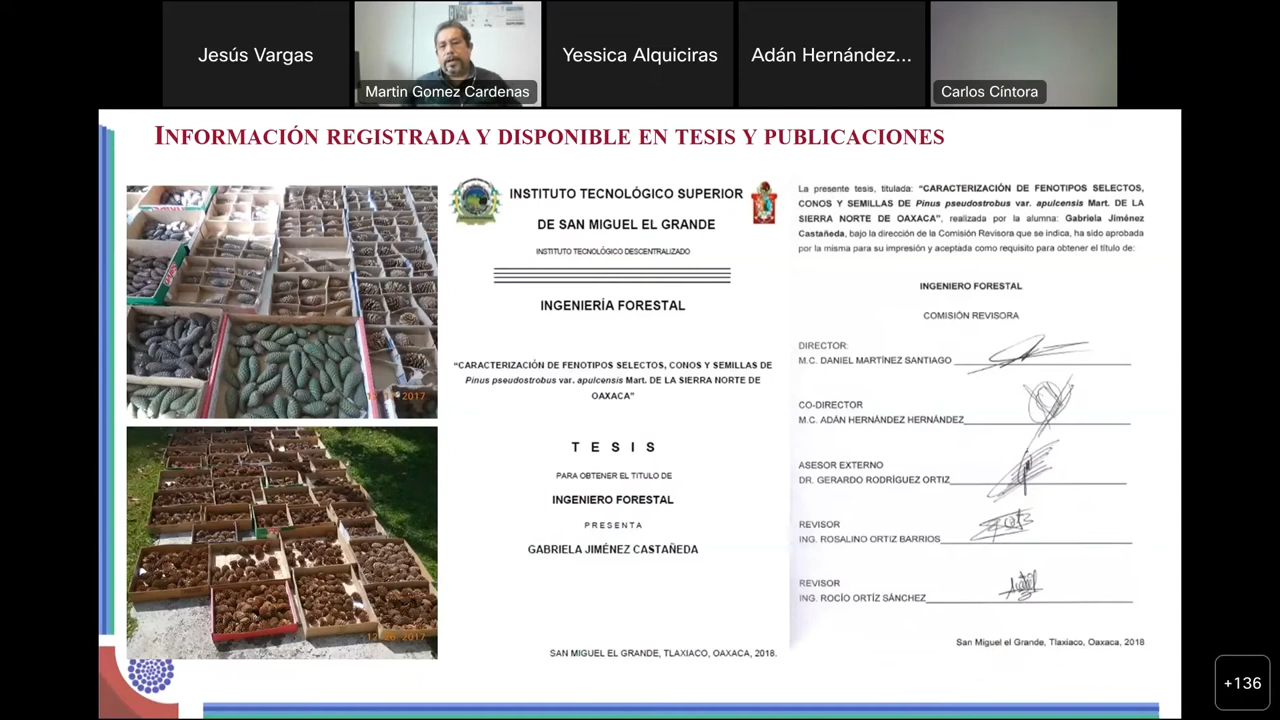 Jesús Vargas
Martin Gomez Cardenas
Yessica Alquiciras
Adán Hernández...
Carlos Cíntora
INFORMACIÓN REGISTRADA Y DISPONIBLE EN TESIS Y PUBLICACIONES
2017
12 26 2017
INSTITUTO TECNOLÓGICO SUPERIOR
DE SAN MIGUEL EL GRANDE
INSTITUTO TECNOLÓGICO DESCENTRALIZADO
INGENIERÍA FORESTAL
“CARACTERIZACIÓN DE FENOTIPOS SELECTOS, CONOS Y SEMILLAS DE
Pinus pseudostrobus var. apulcensis Mart. DE LA SIERRA NORTE DE
OAXACA”
T E S I S
PARA OBTENER EL TITULO DE
INGENIERO FORESTAL
P R E S E N T A
GABRIELA JIMÉNEZ CASTAÑEDA
SAN MIGUEL EL GRANDE, TLAXIACO, OAXACA, 2018.
La presente tesis, titulada: “CARACTERIZACIÓN DE FENOTIPOS SELECTOS,
CONOS Y SEMILLAS DE Pinus pseudostrobus var. apulcensis Mart. DE LA
SIERRA NORTE DE OAXACA”, realizada por la alumna: Gabriela Jiménez
Castañeda, bajo la dirección de la Comisión Revisora que se indica, ha sido aprobada
por la misma para su impresión y aceptada como requisito para obtener el título de:
INGENIERO FORESTAL
COMISIÓN REVISORA
DIRECTOR:
M.C. DANIEL MARTÍNEZ SANTIAGO
CO-DIRECTOR
M.C. ADÁN HERNÁNDEZ HERNÁNDEZ
ASESOR EXTERNO
DR. GERARDO RODRÍGUEZ ORTIZ
REVISOR
ING. ROSALINO ORTIZ BARRIOS
REVISOR
ING. ROCÍO ORTÍZ SÁNCHEZ
San Miguel el Grande, Tlaxiaco, Oaxaca, 2018
+136